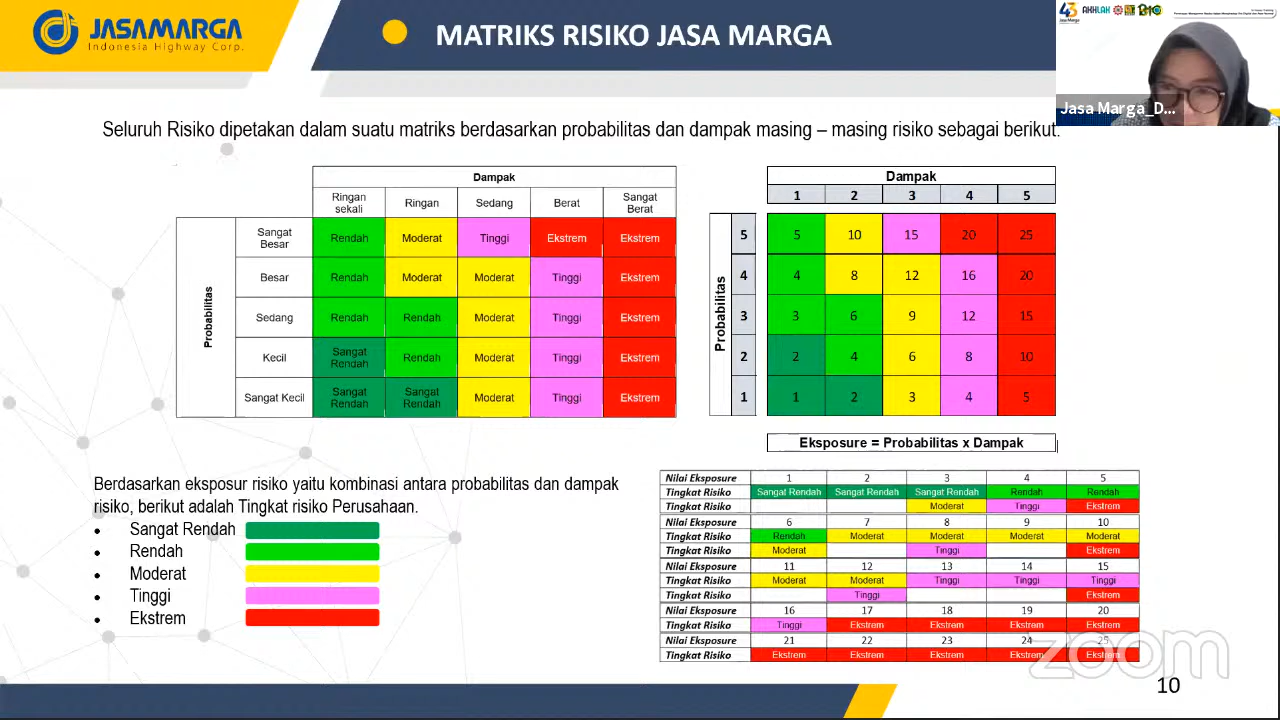 JASAMARGA
Indonesia Highway Corp.
MATRIKS RISIKO JASA MARGA
43
Jasa Marga
AKHLAK
Jasa Marga_D...
Seluruh Risiko dipetakan dalam suatu matriks berdasarkan probabilitas dan dampak masing – masing risiko sebagai berikut.
Dampak
Ringan sekali Ringan Sedang Berat Sangat Berat
Probabilitas
Sangat Besar Rendah Moderat Tinggi Ekstrem Ekstrem
Besar Rendah Moderat Moderat Tinggi Ekstrem
Sedang Rendah Rendah Moderat Tinggi Ekstrem
Kecil Sangat Rendah Rendah Moderat Tinggi Ekstrem
Sangat Kecil Sangat Rendah Sangat Rendah Moderat Tinggi Ekstrem
Dampak
1 2 3 4 5
Probabilitas
5 5 10 15 20 25
4 4 8 12 16 20
3 3 6 9 12 15
2 2 4 6 8 10
1 1 2 3 4 5
Eksposure = Probabilitas x Dampak
Berdasarkan eksposur risiko yaitu kombinasi antara probabilitas dan dampak
risiko, berikut adalah Tingkat risiko Perusahaan.
• Sangat Rendah
• Rendah
• Moderat
• Tinggi
• Ekstrem
Nilai Eksposure 1 2 3 4 5
Tingkat Risiko Sangat Rendah Sangat Rendah Sangat Rendah Rendah Rendah
Tingkat Risiko Moderat Tinggi Ekstrem
Nilai Eksposure 6 7 8 9 10
Tingkat Risiko Rendah Moderat Moderat Moderat Moderat
Tingkat Risiko Moderat Tinggi Ekstrem
Nilai Eksposure 11 12 13 14 15
Tingkat Risiko Moderat Moderat Tinggi Tinggi Tinggi
Tingkat Risiko Tinggi Ekstrem
Nilai Eksposure 16 17 18 19 20
Tingkat Risiko Tinggi Ekstrem Ekstrem Ekstrem Ekstrem
Nilai Eksposure 21 22 23 24 25
Tingkat Risiko Ekstrem Ekstrem Ekstrem Ekstrem Ekstrem
zoom
10